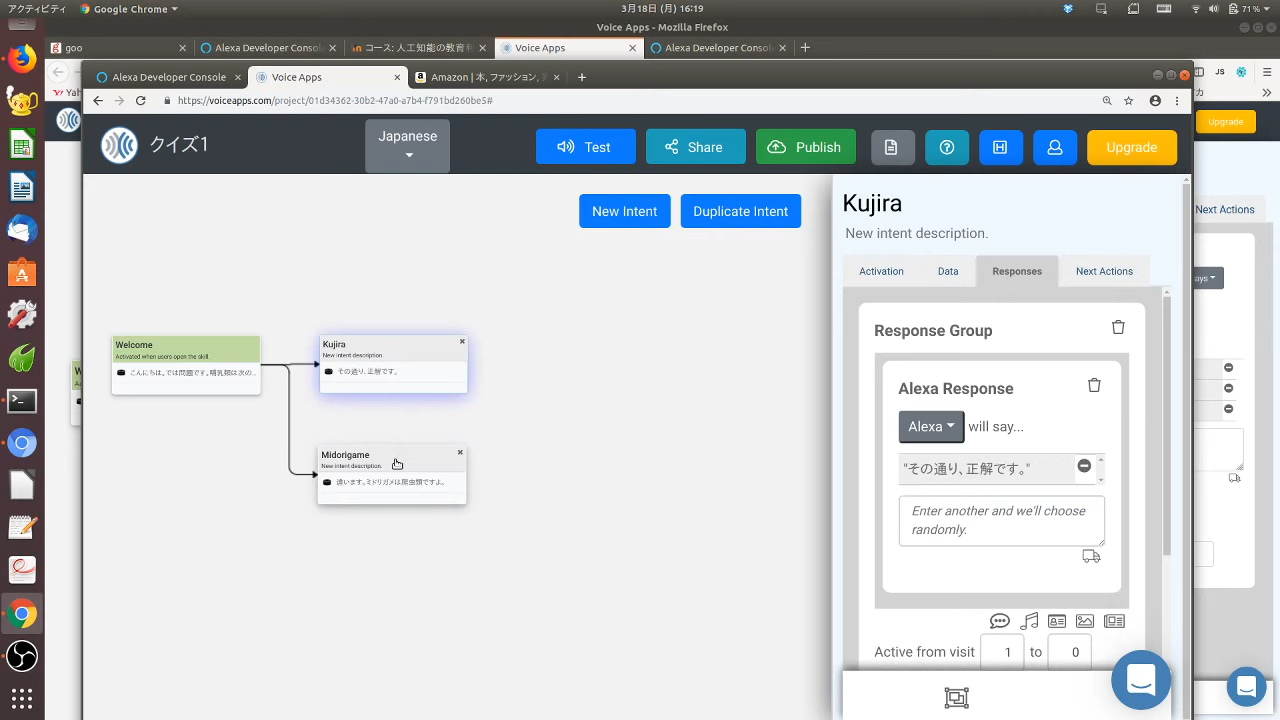 アクティビティ
Google Chrome
3月18日 (月) 16:19
71%
Voice Apps - Mozilla Firefox
goo
Alexa Developer Consol
コース: 人工知能の教育利
Voice Apps
Alexa Developer Console
Alexa Developer Console
Voice Apps
Amazon | 本, ファッション,
https://voiceapps.com/project/01d34362-30b2-47a0-a7b4-f791bd260be5#
JS
Yah
クイズ1
Japanese
Test
Share
Publish
H
Upgrade
Upgrade
New Intent
Duplicate Intent
Kujira
New intent description.
Activation
Data
Responses
Next Actions
Next Actions
Response Group
Alexa Response
Alexa
will say...
"その通り、正解です。"
Enter another and we'll choose
randomly.
Active from visit
1
to
0
Welcome
Activated when users open the skill.
こんにちは。では問題です。哺乳類は次の...
Kujira
New intent description.
その通り、正解です。
Midorigame
New intent description.
違います。ミドリガメは爬虫類ですよ。